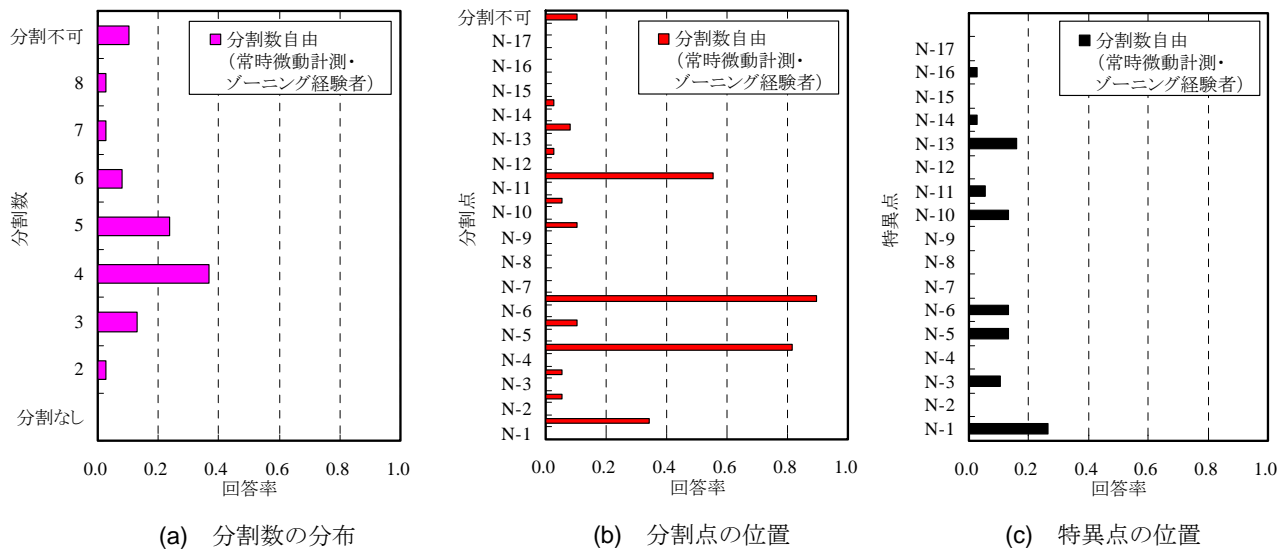 分割不可
8
7
6
5
4
3
2
分割なし
分割数
分割数自由
(常時微動計測・
ゾーニング経験者)
0.0 0.2 0.4 0.6 0.8 1.0
回答率
(a) 分割数の分布
分割不可
N-17
N-16
N-15
N-14
N-13
N-12
N-11
N-10
N-9
N-8
N-7
N-6
N-5
N-4
N-3
N-2
N-1
分割点
分割数自由
(常時微動計測・
ゾーニング経験者)
0.0 0.2 0.4 0.6 0.8 1.0
回答率
(b) 分割点の位置
N-17
N-16
N-15
N-14
N-13
N-12
N-11
N-10
N-9
N-8
N-7
N-6
N-5
N-4
N-3
N-2
N-1
特異点
分割数自由
(常時微動計測・
ゾーニング経験者)
0.0 0.2 0.4 0.6 0.8 1.0
回答率
(c) 特異点の位置